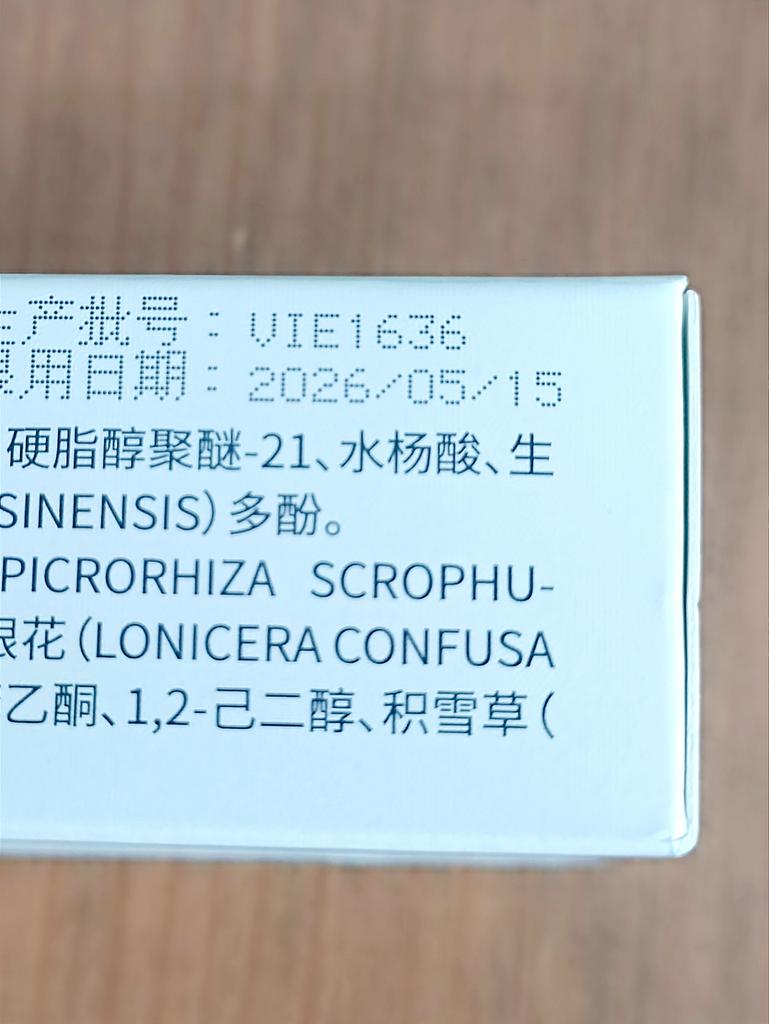 产批号：VIE1636
用日期：2026/05/15
硬脂醇聚醚-21、水杨酸、生
SINENSIS）多酚。
PICRORHIZA SCROPHU-
花（LONICERA CONFUSA
乙酮、1,2-己二醇、积雪草（